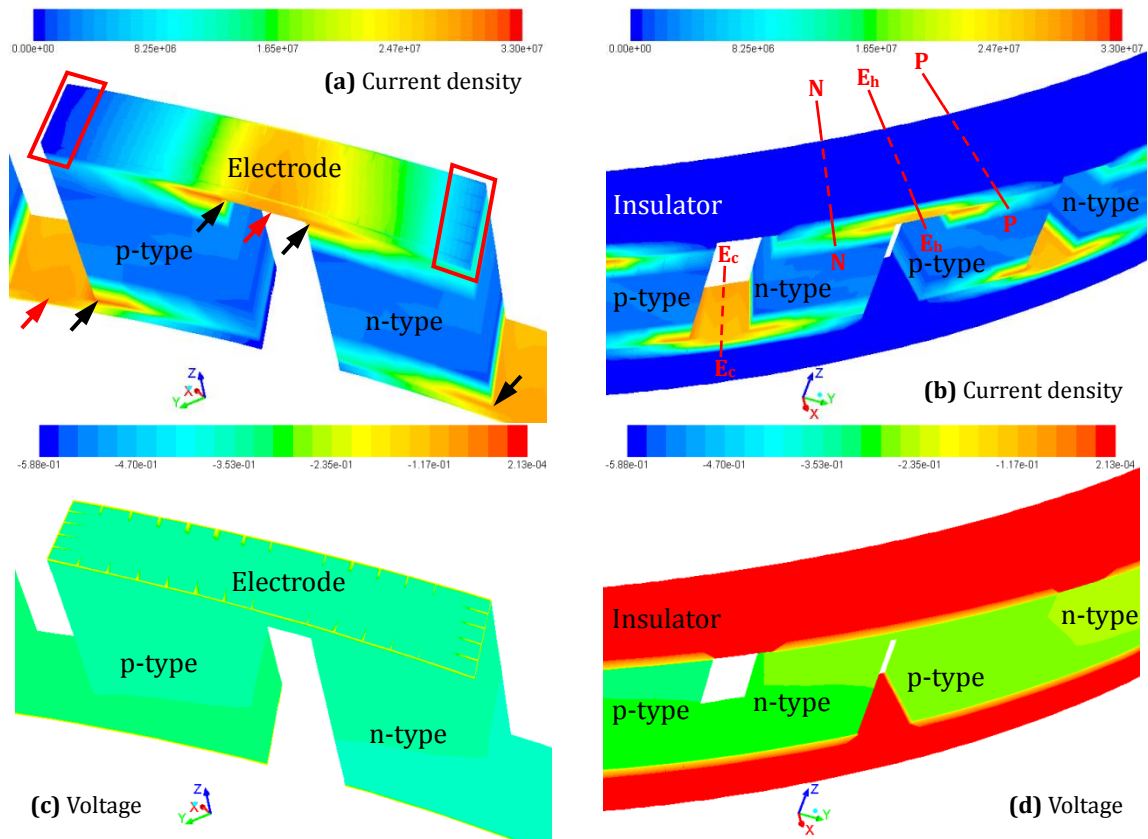 0.00e+00 8.25e+06 1.65e+07 2.47e+07 3.30e+07
(a) Current density
Electrode
p-type
n-type
Z
X
Y
0.00e+00 8.25e+06 1.65e+07 2.47e+07 3.30e+07
N Eh P
Insulator
n-type
P
Ec N Eh p-type
p-type n-type
Ec
Z
Y
X
(b) Current density
-5.88e-01 -4.70e-01 -3.53e-01 -2.35e-01 -1.17e-01 2.13e-04
Electrode
p-type
n-type
(c) Voltage
Z
X
Y
-5.88e-01 -4.70e-01 -3.53e-01 -2.35e-01 -1.17e-01 2.13e-04
Insulator
n-type
p-type n-type p-type
Z
Y
X
(d) Voltage